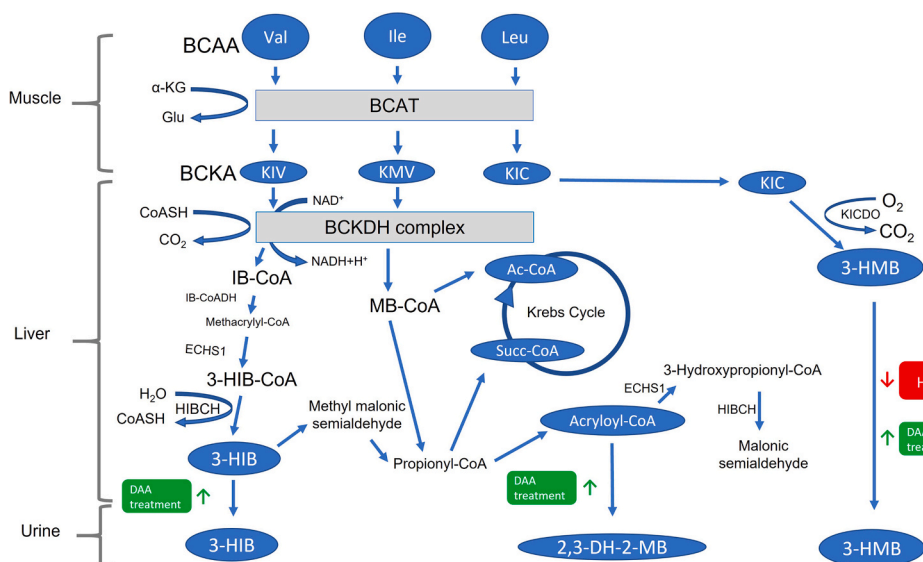 BCAA
Val
Ile
Leu
Muscle
α-KG
Glu
BCAT
BCKA
KIV
KMV
KIC
KIC
CoASH
CO₂
NAD⁺
BCKDH complex
NADH+H⁺
O₂
KICDO
CO₂
3-HMB
IB-CoA
IB-CoADH
Methacrylyl-CoA
ECHS1
3-HIB-CoA
MB-CoA
Ac-CoA
Krebs Cycle
Succ-CoA
Liver
H₂O
HIBCH
CoASH
3-HIB
Methyl malonic
semialdehyde
Propionyl-CoA
Acryloyl-CoA
ECHS1
3-Hydroxypropionyl-CoA
HIBCH
Malonic
semialdehyde
H
DAA
treatment
DAA
treatment
DA
treatm
Urine
3-HIB
2,3-DH-2-MB
3-HMB